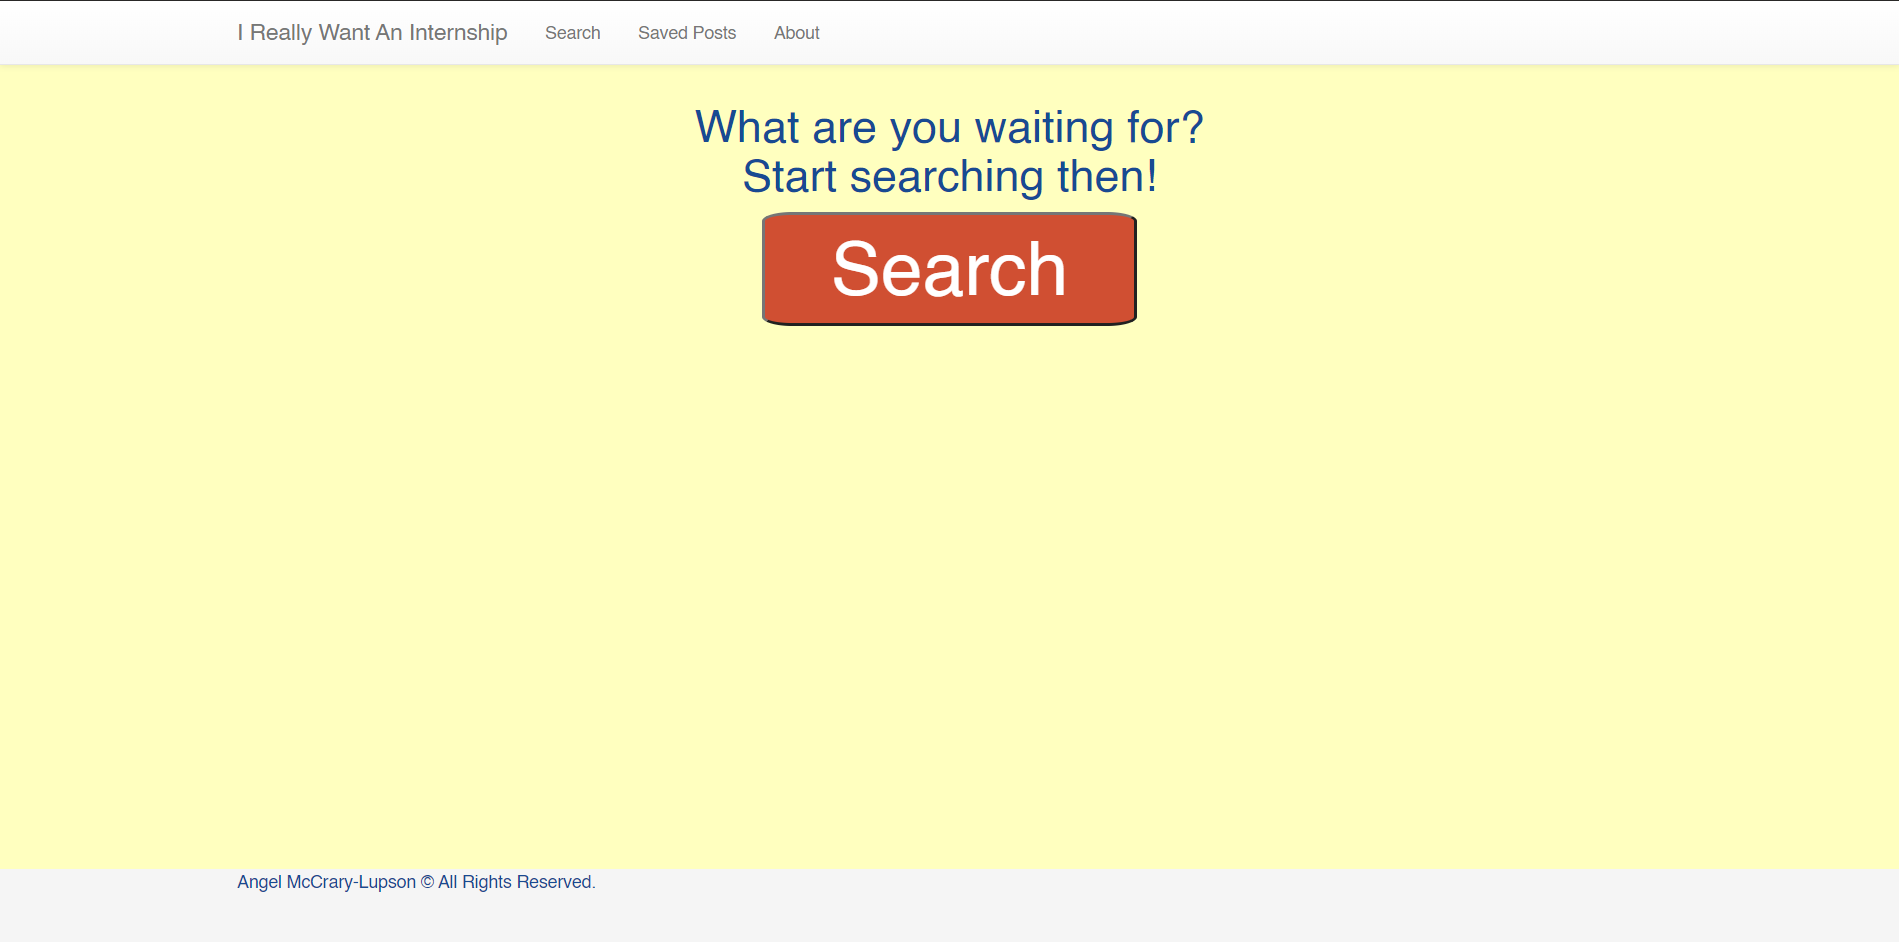 I Really Want An Internship Search Saved Posts About
What are you waiting for?
Start searching then!
Search
Angel McCrary-Lupson © All Rights Reserved.